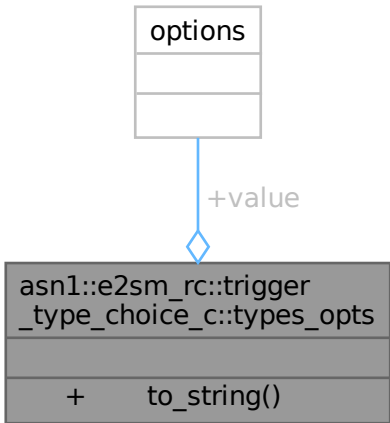 options
+value
asn1::e2sm_rc::trigger
_type_choice_c::types_opts
+ to_string()